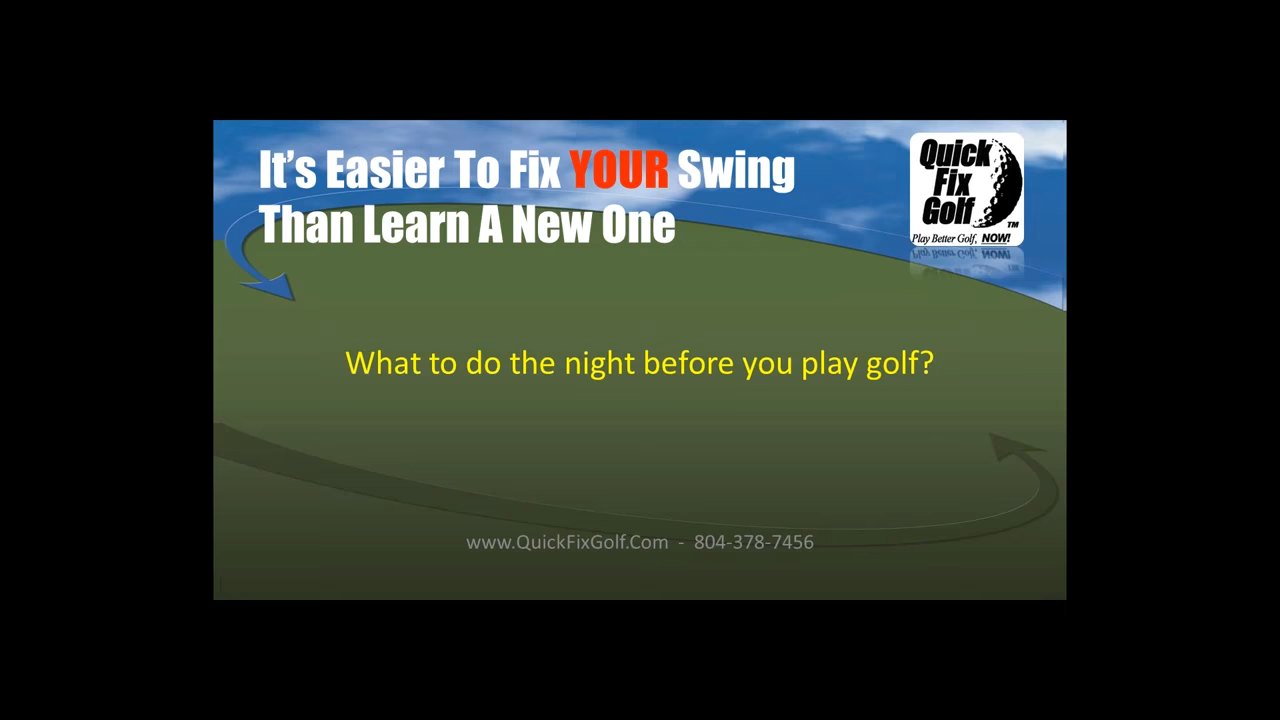 It's Easier To Fix YOUR Swing
Than Learn A New One
Quick
Fix
Golf
TM
Play Better Golf, NOW!
What to do the night before you play golf?
www.QuickFixGolf.Com - 804-378-7456